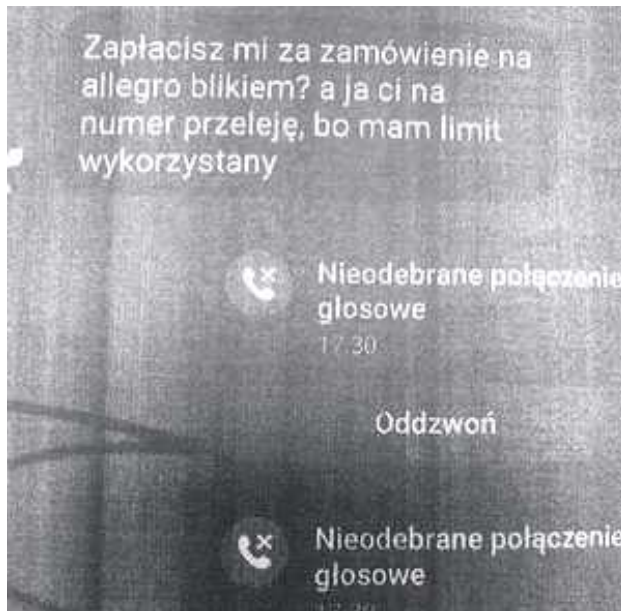 Zapłacisz mi za zamówienie na
allegro blikiem? a ja ci na
numer przeleję, bo mam limit
wykorzystany
Nieodebrane połączenie
głosowe
17:30
Oddzwoń
Nieodebrane połączenie
głosowe